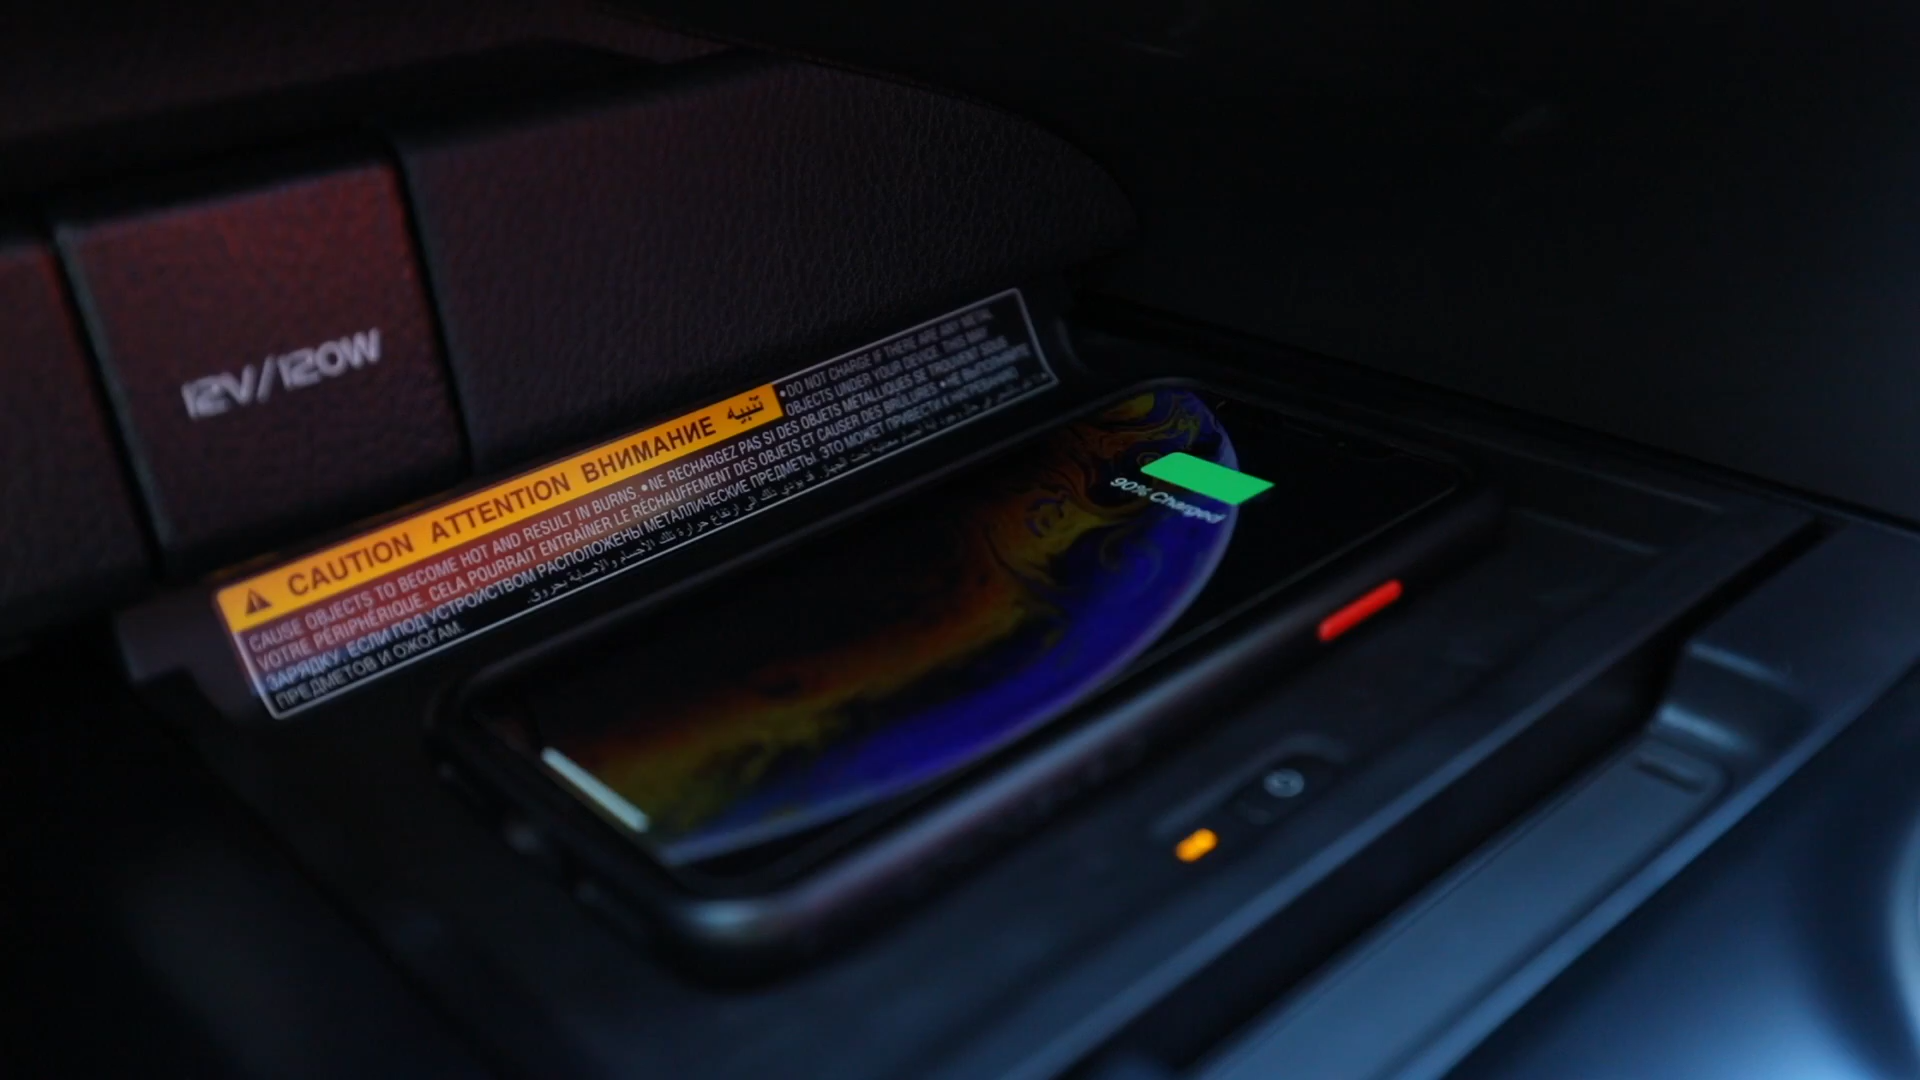 12V/120W
CAUTION ATTENTION ВНИМАНИЕ تنبيه
•DO NOT CHARGE IF THERE ARE ANY METAL
OBJECTS UNDER YOUR DEVICE. THIS MAY
CAUSE OBJECTS TO BECOME HOT AND RESULT IN BURNS. •NE RECHARGEZ PAS SI DES OBJETS METALLIQUES SE TROUVENT SOUS
VOTRE PÉRIPHÉRIQUE. CELA POURRAIT ENTRAÎNER LE RÉCHAUFFEMENT DES OBJETS ET CAUSER DES BRÛLURES •НЕ ВЫПОЛНЯЙТЕ
ЗАРЯДКУ, ЕСЛИ ПОД УСТРОЙСТВОМ РАСПОЛОЖЕНЫ МЕТАЛЛИЧЕСКИЕ ПРЕДМЕТЫ. ЭТО МОЖЕТ ПРИВЕСТИ К НАГРЕВАНИЮ
ПРЕДМЕТОВ И ОЖОГАМ.
90% Charged